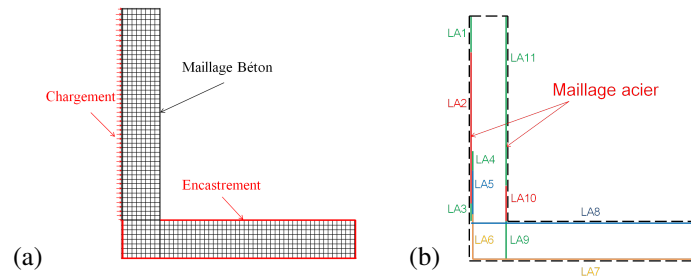 Maillage Béton
Chargement
Encastrement
(a)
LA1
LA11
LA2
Maillage acier
LA4
LA5
LA10
LA3
LA8
LA6
LA9
LA7
(b)